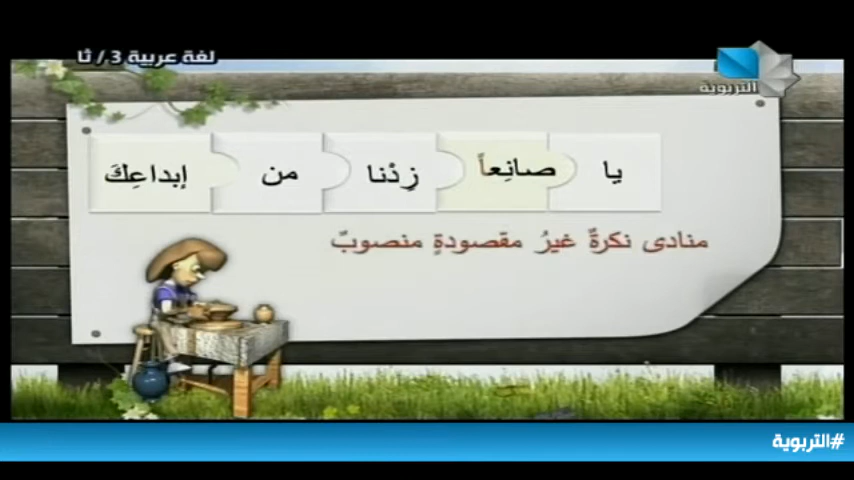 لغة عربية 3 / ثا
التربوية
يا صانِعاً زِدْنا من إبداعِكَ
منادى نكرةٌ غيرُ مقصودةٍ منصوبٌ
#التربوية